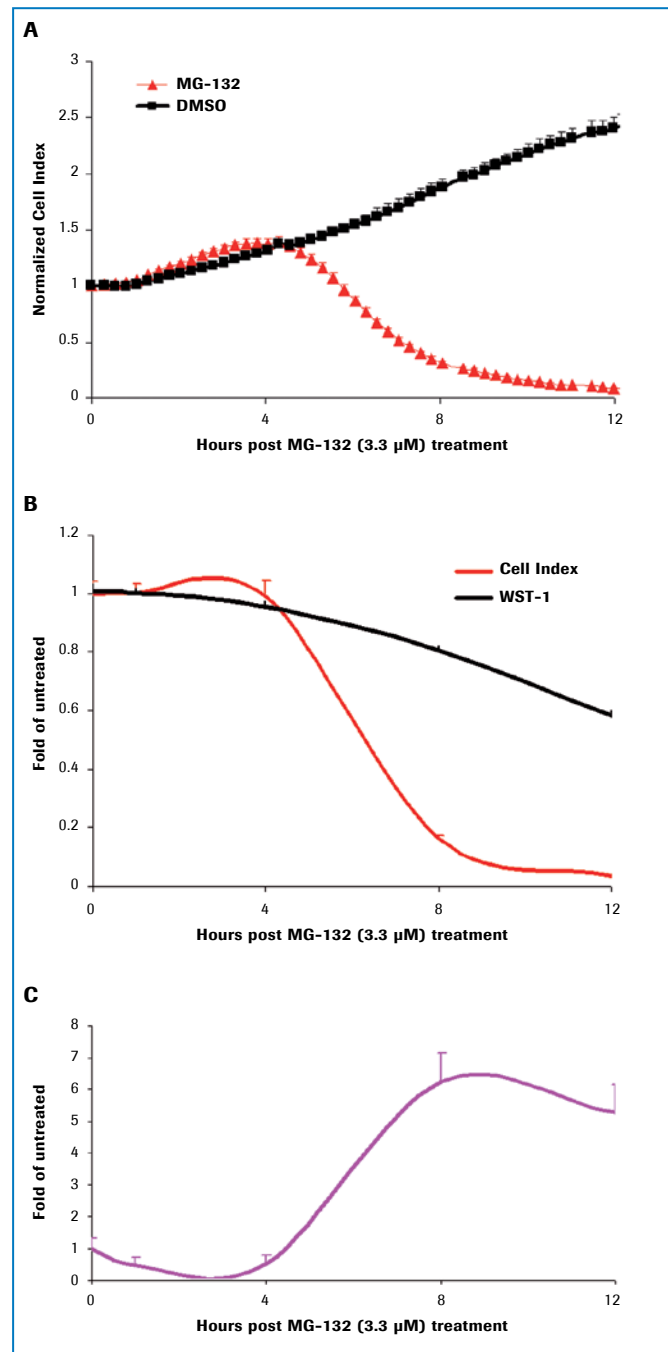 A
3
2.5
2
1.5
1
0.5
0
MG-132
DMSO
Normalized Cell Index
0 4 8 12
Hours post MG-132 (3.3 µM) treatment
B
1.2
1
0.8
0.6
0.4
0.2
0
Cell Index
WST-1
Fold of untreated
0 4 8 12
Hours post MG-132 (3.3 µM) treatment
C
8
7
6
5
4
3
2
1
0
Fold of untreated
0 4 8 12
Hours post MG-132 (3.3 µM) treatment